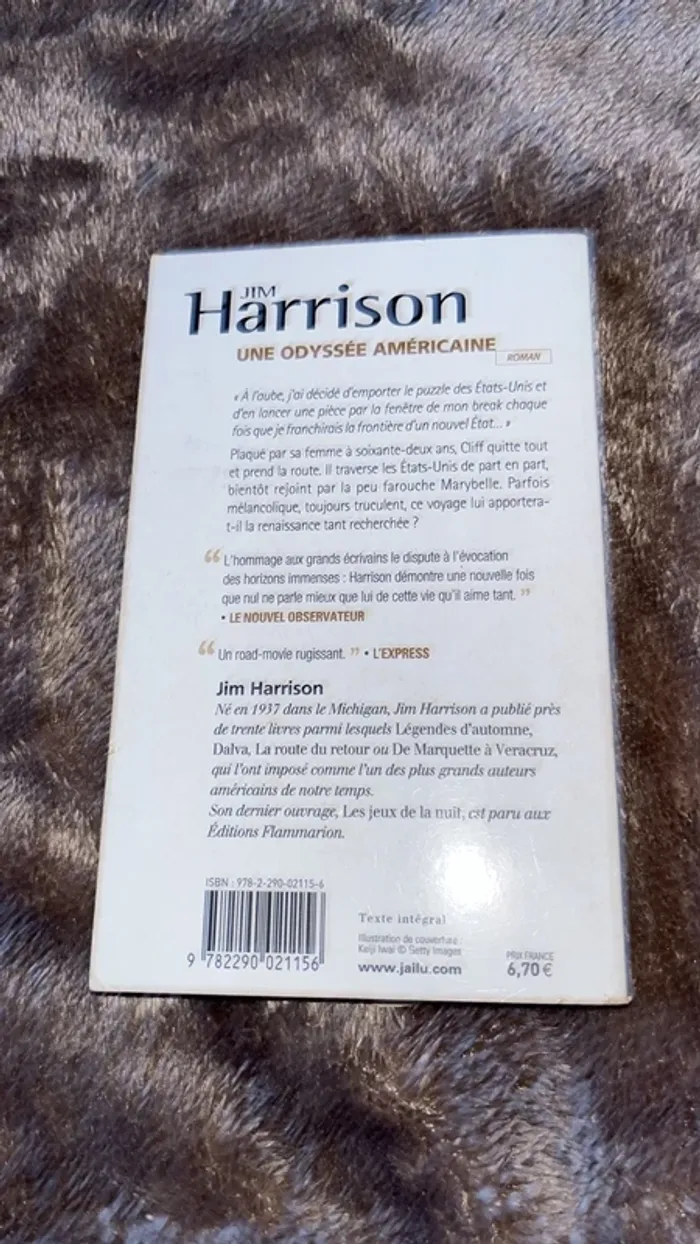 JIM
Harrison
UNE ODYSSÉE AMÉRICAINE
ROMAN
« À l'aube, j'ai décidé d'emporter le puzzle des États-Unis et
d'en lancer une pièce par la fenêtre de mon break chaque
fois que je franchirais la frontière d'un nouvel État... »
Plaqué par sa femme à soixante-deux ans, Cliff quitte tout
et prend la route. Il traverse les États-Unis de part en part,
bientôt rejoint par la peu farouche Marybelle. Parfois
mélancolique, toujours truculent, ce voyage lui apportera-
t-il la renaissance tant recherchée ?
“ L'hommage aux grands écrivains le dispute à l'évocation
des horizons immenses : Harrison démontre une nouvelle fois
que nul ne parle mieux que lui de cette vie qu'il aime tant. ”
• LE NOUVEL OBSERVATEUR
“ Un road-movie rugissant. ” • L'EXPRESS
Jim Harrison
Né en 1937 dans le Michigan, Jim Harrison a publié près
de trente livres parmi lesquels Légendes d'automne,
Dalva, La route du retour ou De Marquette à Veracruz,
qui l'ont imposé comme l'un des plus grands auteurs
américains de notre temps.
Son dernier ouvrage, Les jeux de la nuit, est paru aux
Éditions Flammarion.
ISBN : 978-2-290-02115-6
9 782290 021156
Texte intégral
Illustration de couverture :
Keiji Iwai © Getty Images
www.jailu.com
PRIX FRANCE
6,70 €